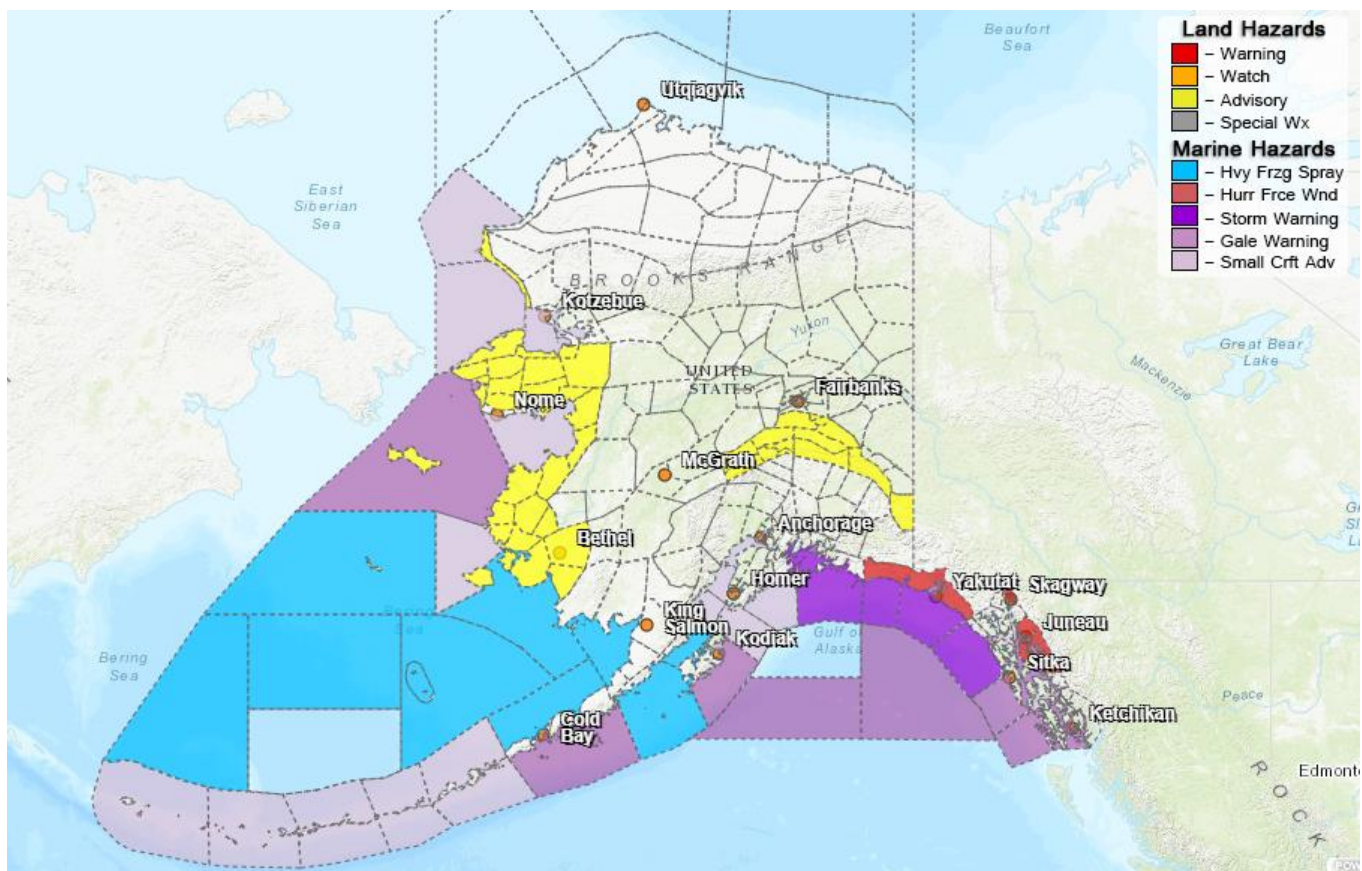 Land Hazards
– Warning
– Watch
– Advisory
– Special Wx
Marine Hazards
– Hvy Frzg Spray
– Hurr Frce Wnd
– Storm Warning
– Gale Warning
– Small Crft Adv
Beaufort
Sea
Utqiagvik
East
Siberian
Sea
BROOKS RANGE
Kotzebue
Yukon
Great Bear
Lake
Mackenzie
UNITED
STATES
Fairbanks
Nome
McGrath
Anchorage
Bethel
Homer
Yakutat
Skagway
King
Salmon
Juneau
Kodiak
Gulf of
Alaska
Sitka
Bering
Sea
Peace
Cold
Bay
Ketchikan
ROCK
Edmont